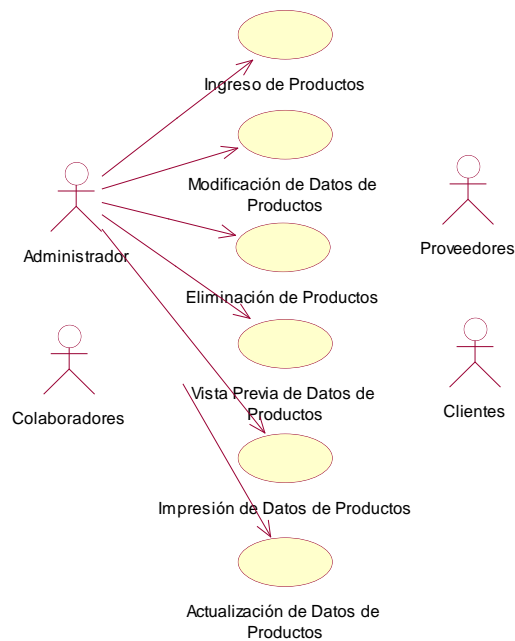 Ingreso de Productos
Modificación de Datos de
Productos
Administrador
Proveedores
Eliminación de Productos
Vista Previa de Datos de
Productos
Colaboradores
Clientes
Impresión de Datos de Productos
Actualización de Datos de
Productos